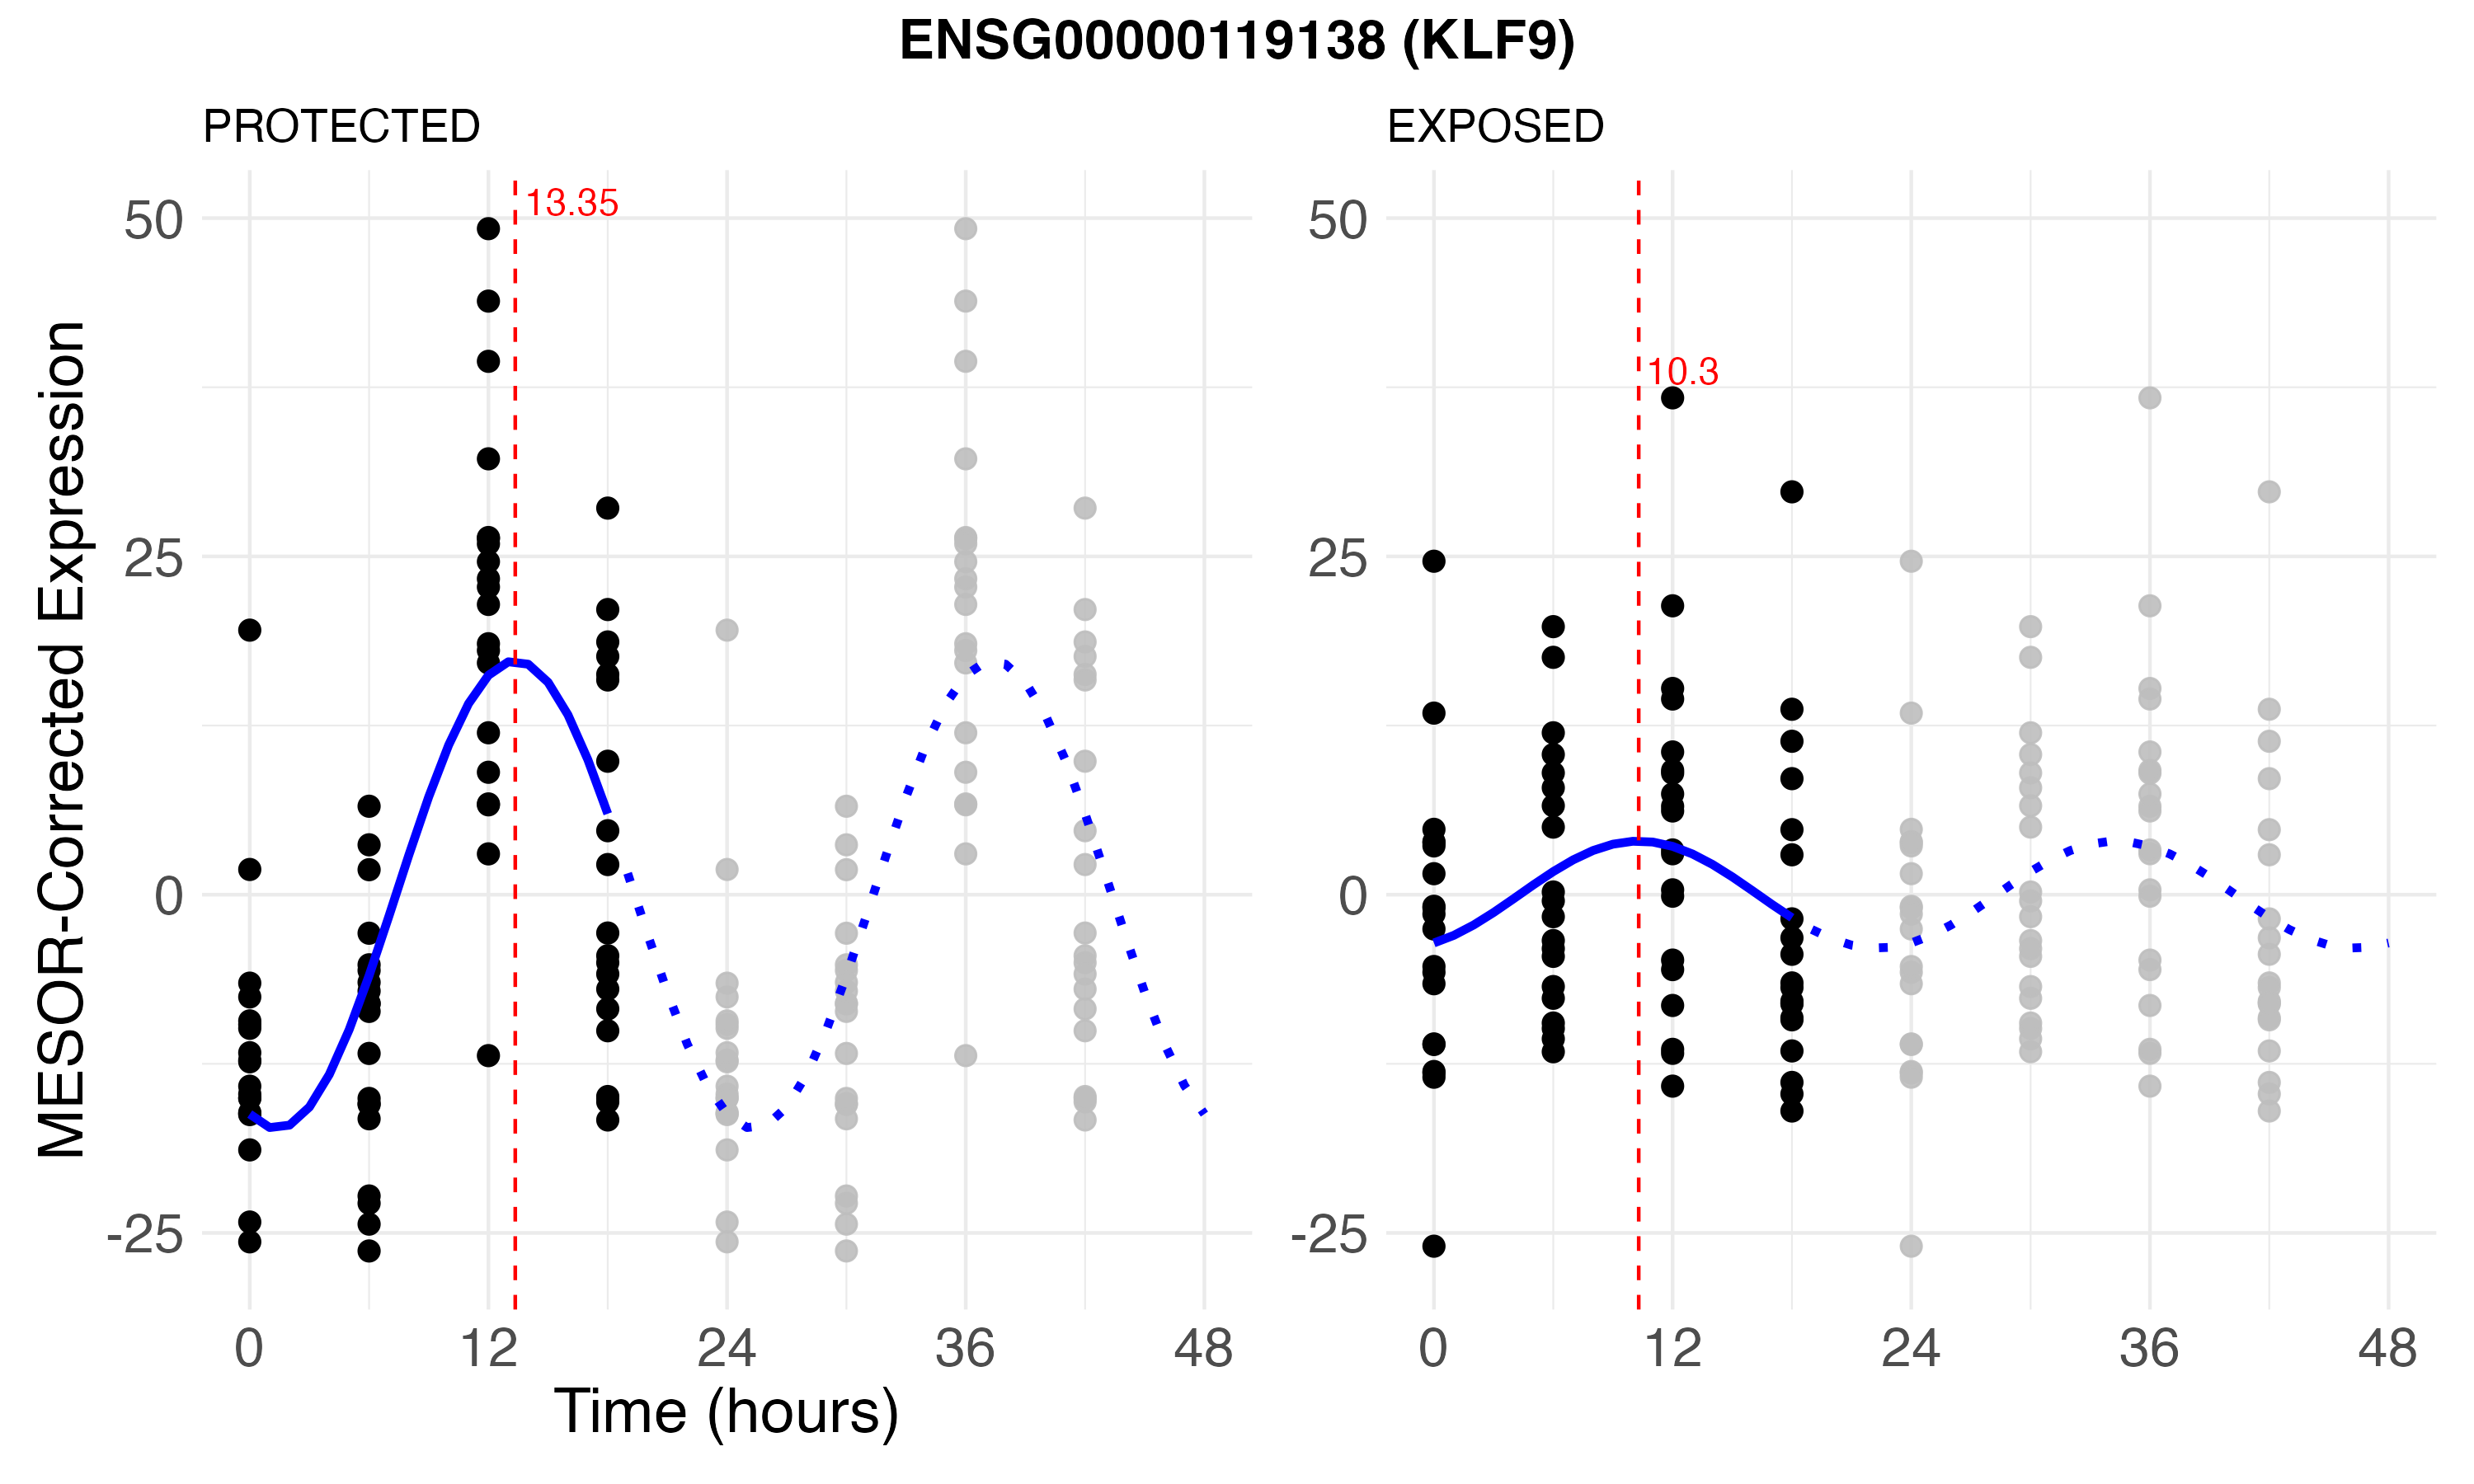 ENSG00000119138 (KLF9)
PROTECTED
EXPOSED
MESOR-Corrected Expression
50
25
0
-25
13.35
0 12 24 36 48
50
25
0
-25
10.3
0 12 24 36 48
Time (hours)